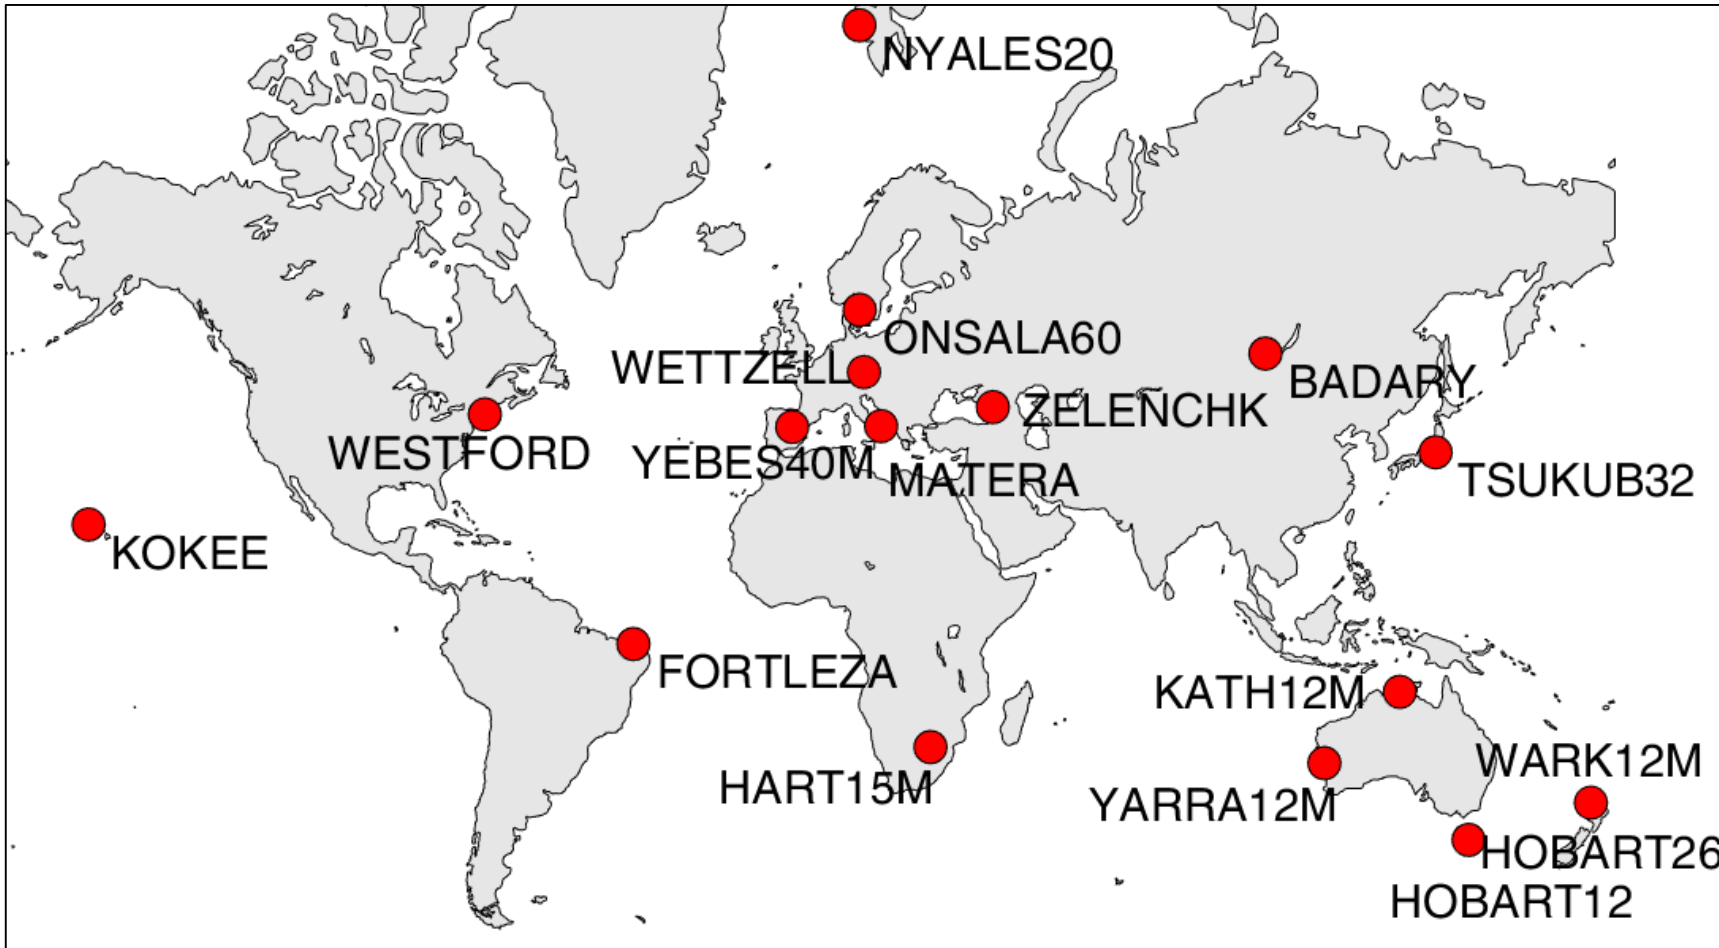 NYALES20
ONSALA60
WETTZELL
BADARY
ZELENCHK
WESTFORD
YEBES40M
MATERA
TSUKUB32
KOKEE
FORTLEZA
KATH12M
WARK12M
HART15M
YARRA12M
HOBART26
HOBART12